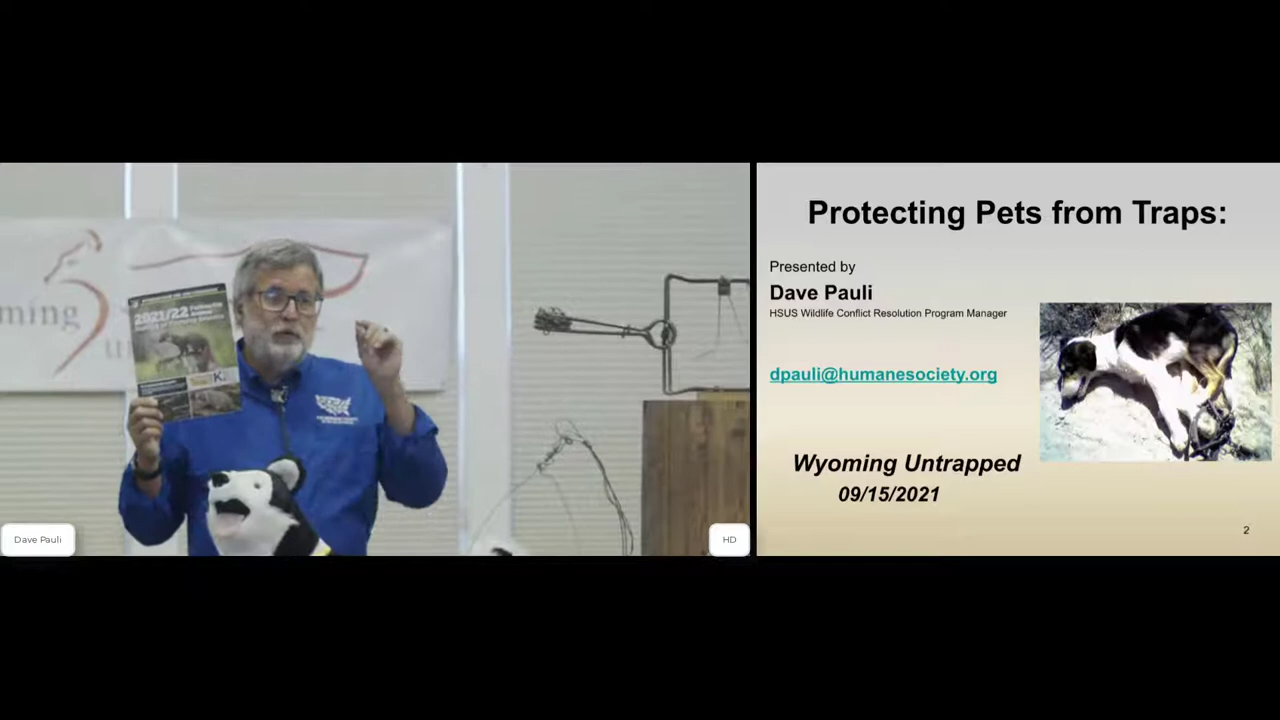 ming
2021/22
Protecting Pets from Traps:
Presented by
Dave Pauli
HSUS Wildlife Conflict Resolution Program Manager
dpauli@humanesociety.org
Wyoming Untrapped
09/15/2021
2
Dave Pauli
HD